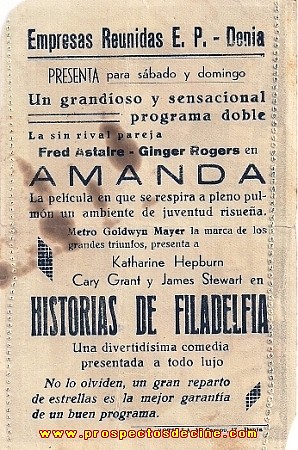 Empresas Reunidas E. P. - Denia
PRESENTA para sábado y domingo
Un grandioso y sensacional
programa doble
La sin rival pareja
Fred Astaire - Ginger Rogers en
AMANDA
La película en que se respira a pleno pul-
món un ambiente de juventud risueña.
Metro Goldwyn Mayer la marca de los
grandes triunfos, presenta a
Katharine Hepburn
Cary Grant y James Stewart en
HISTORIAS DE FILADELFIA
Una divertidísima comedia
presentada a todo lujo
No lo olviden, un gran reparto
de estrellas es la mejor garantía
de un buen programa.
Denia
www.prospectosdecine.com